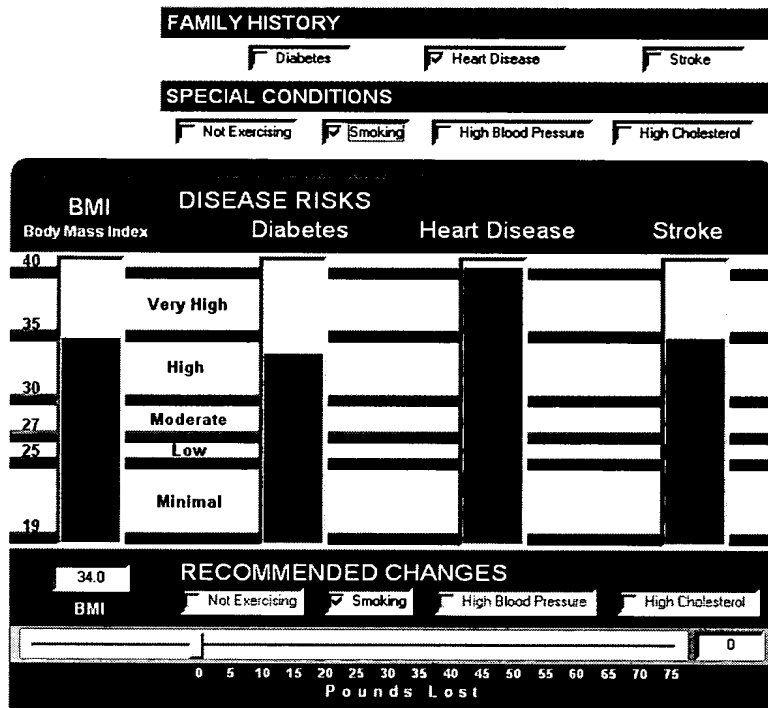 FAMILY HISTORY
Diabetes Heart Disease Stroke
SPECIAL CONDITIONS
Not Exercising Smoking High Blood Pressure High Cholesterol
BMI DISEASE RISKS
Body Mass Index Diabetes Heart Disease Stroke
40
Very High
35
High
30
Moderate
27
25 Low
Minimal
19
34.0 RECOMMENDED CHANGES
BMI Not Exercising Smoking High Blood Pressure High Cholesterol
0
0 5 10 15 20 25 30 35 40 45 50 55 60 65 70 75
Pounds Lost